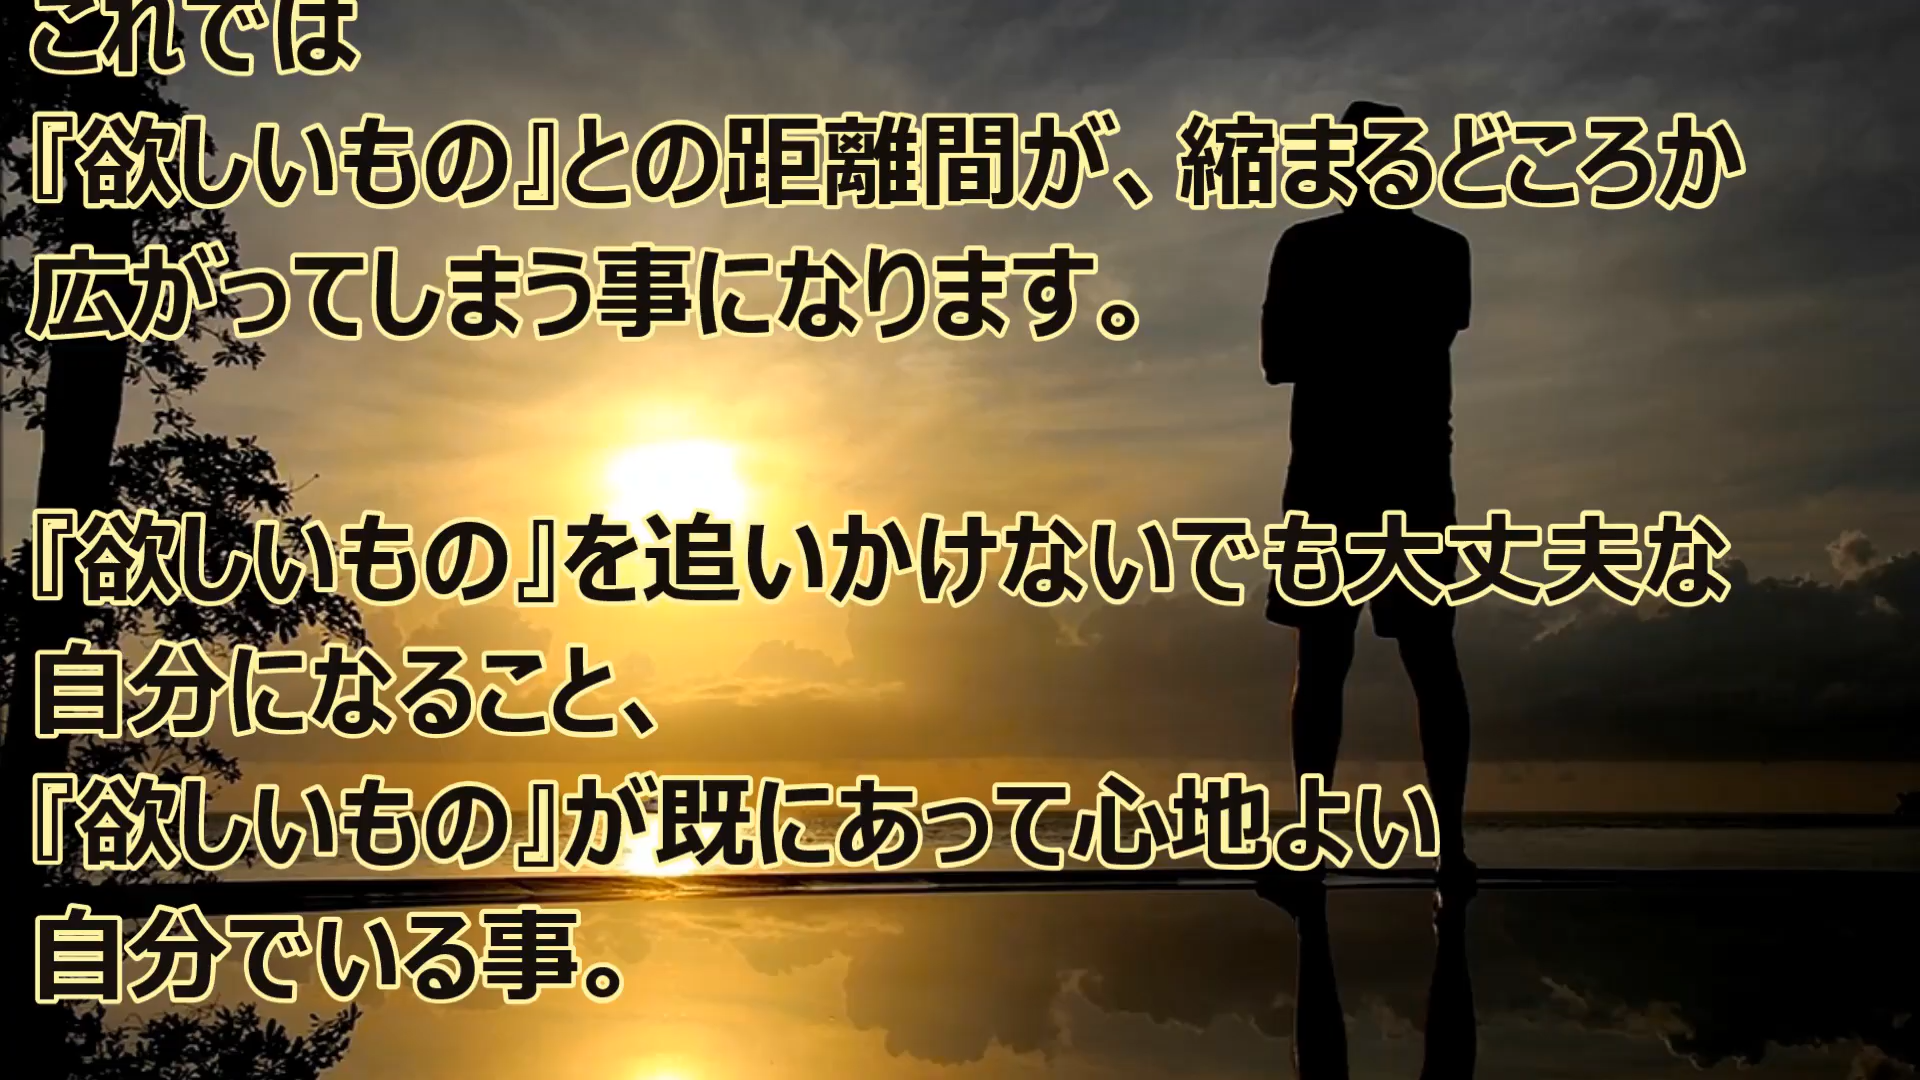 これでは
『欲しいもの』との距離間が、縮まるどころか
広がってしまう事になります。
『欲しいもの』を追いかけないでも大丈夫な
自分になること、
『欲しいもの』が既にあって心地よい
自分でいる事。